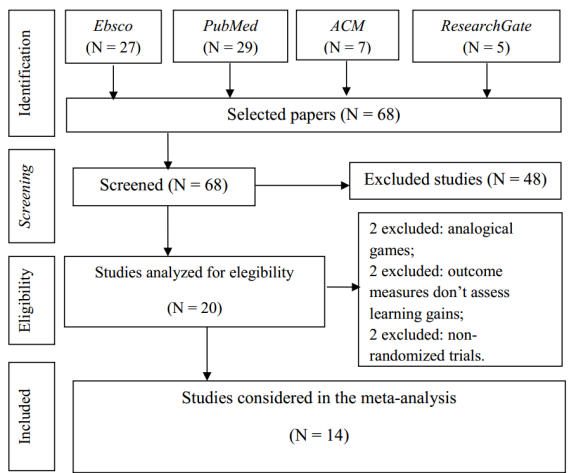 Identification
Ebsco
(N = 27)
PubMed
(N = 29)
ACM
(N = 7)
ResearchGate
(N = 5)
Selected papers (N = 68)
Screening
Screened (N = 68)
Excluded studies (N = 48)
Eligibility
Studies analyzed for elegibility
(N = 20)
2 excluded: analogical
games;
2 excluded: outcome
measures don’t assess
learning gains;
2 excluded: non-
randomized trials.
Included
Studies considered in the meta-analysis
(N = 14)